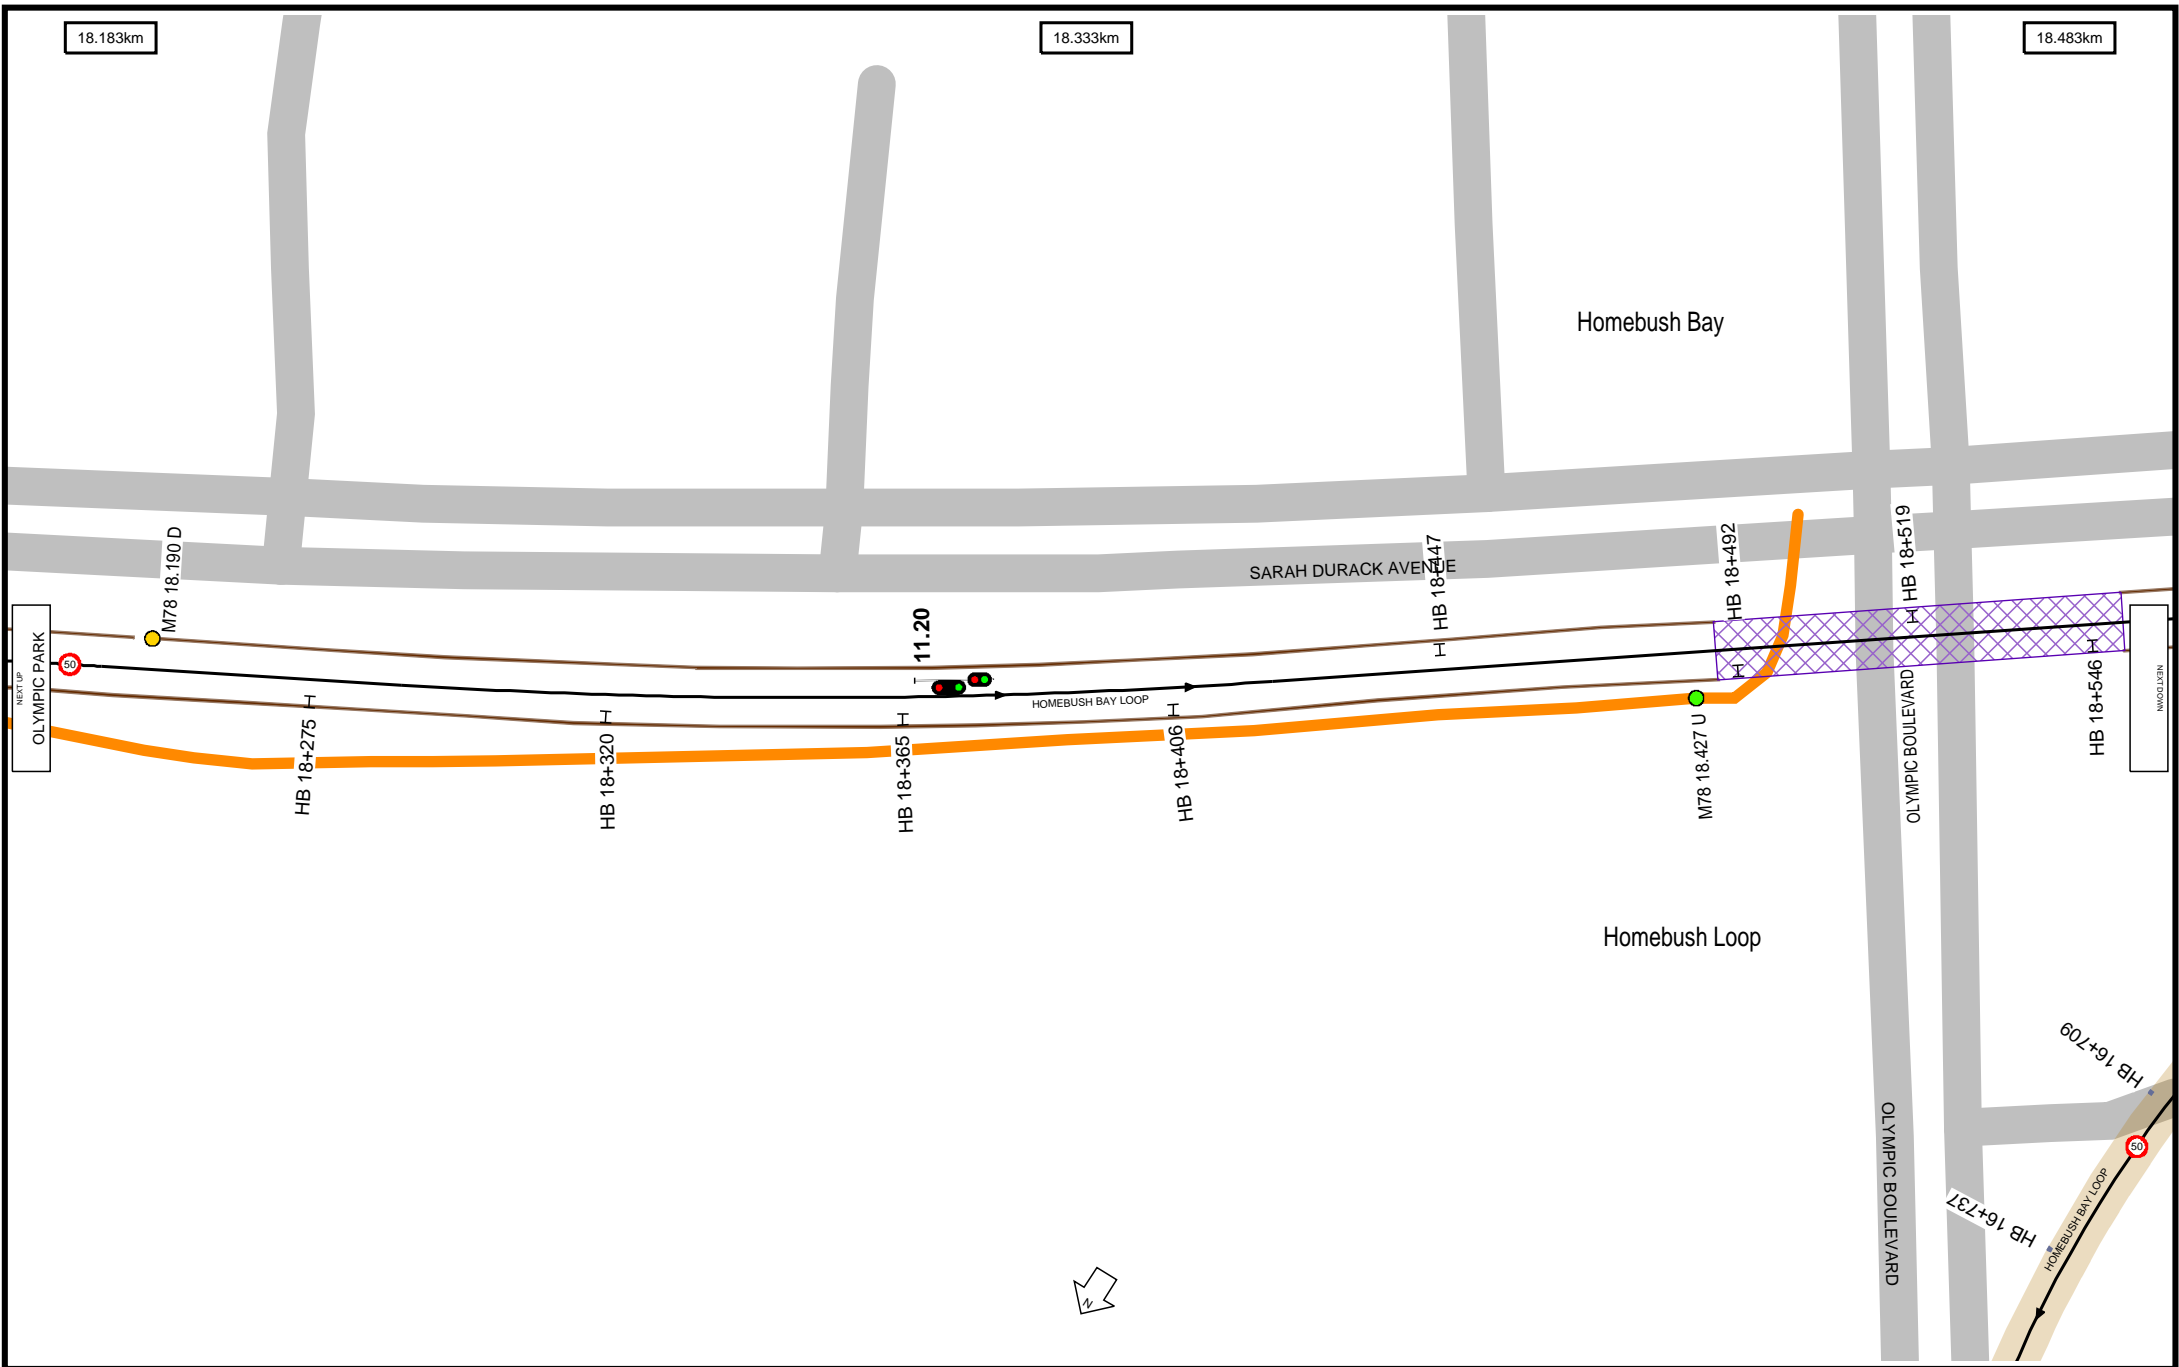 18.183km
18.333km
18.483km
Homebush Bay
M78 18.190 D
SARAH DURACK AVENUE
HB 18+447
HB 18+492
HB 18+519
11.20
NEXT UP
OLYMPIC PARK
50
HOMEBUSH BAY LOOP
HB 18+275
HB 18+320
HB 18+365
HB 18+406
M78 18.427 U
OLYMPIC BOULEVARD
HB 18+546
NEXT DOWN
Homebush Loop
HB 16+709
OLYMPIC BOULEVARD
50
HB 16+737
HOMEBUSH BAY LOOP
N